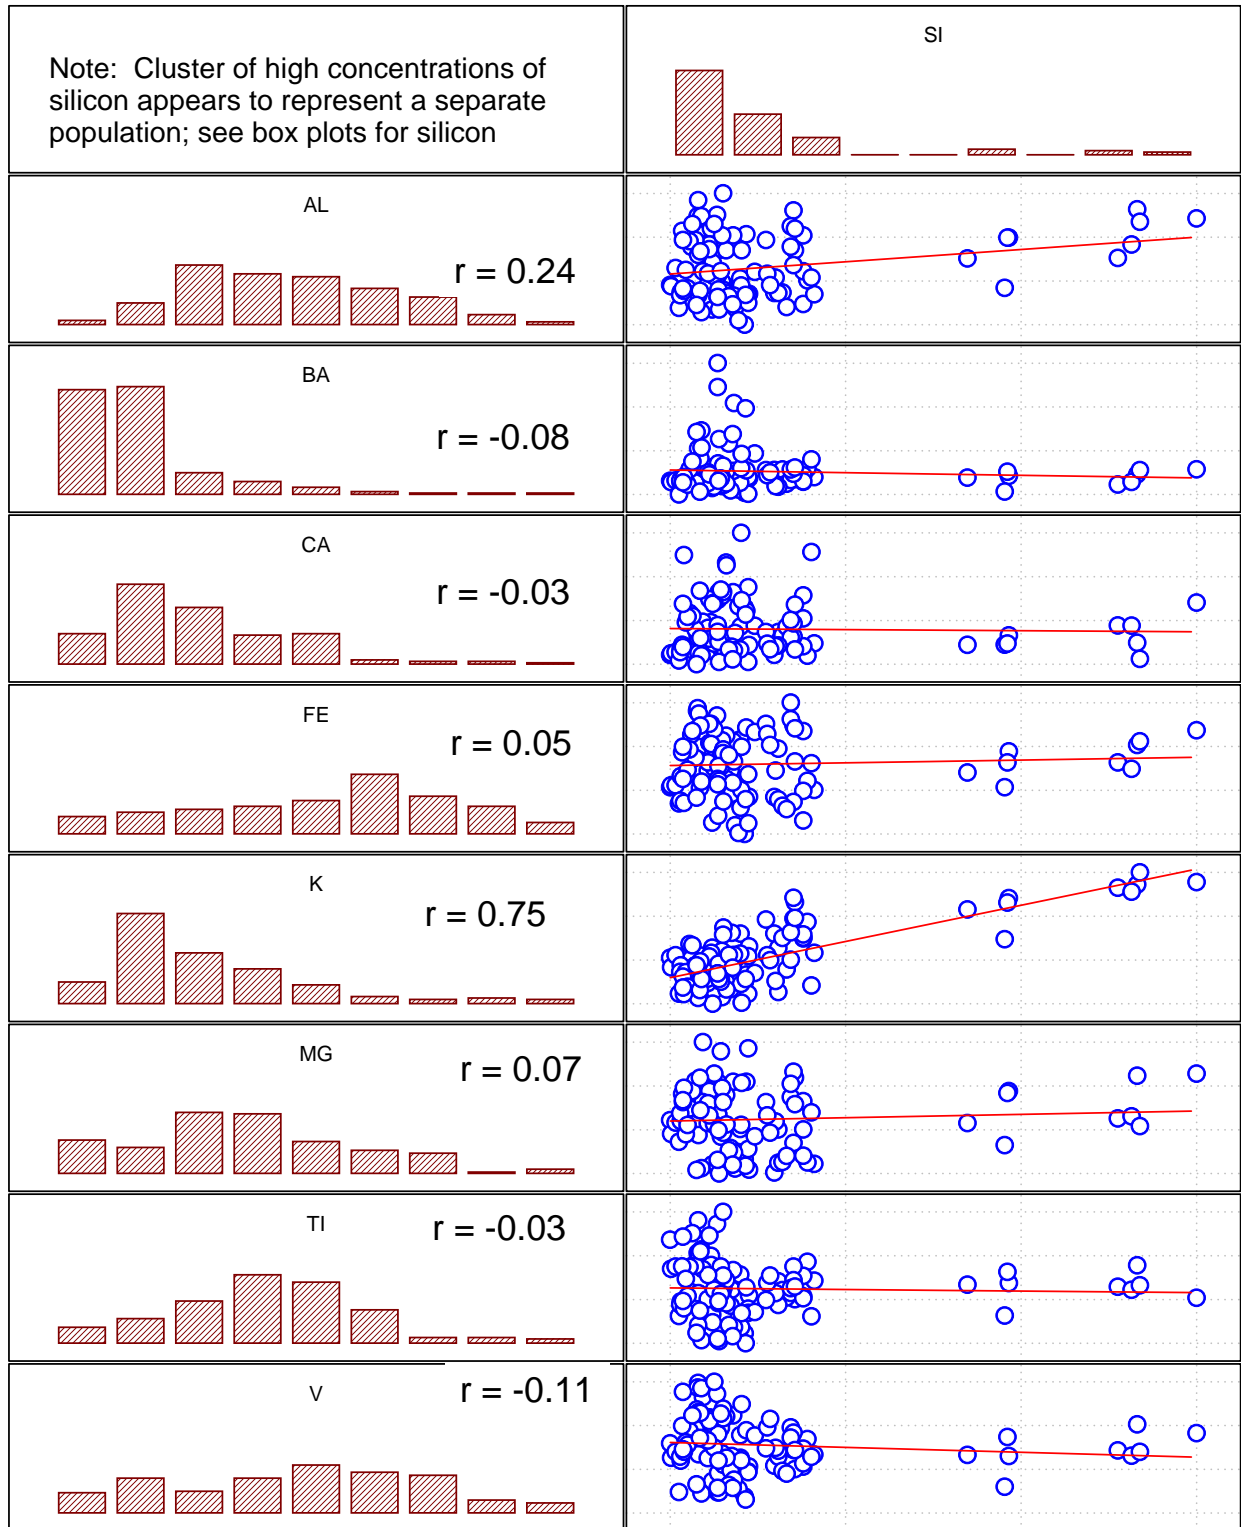 Note:  Cluster of high concentrations of
silicon appears to represent a separate
population; see box plots for silicon
SI
AL
r = 0.24
BA
r = -0.08
CA
r = -0.03
FE
r = 0.05
K
r = 0.75
MG
r = 0.07
TI
r = -0.03
V
r = -0.11